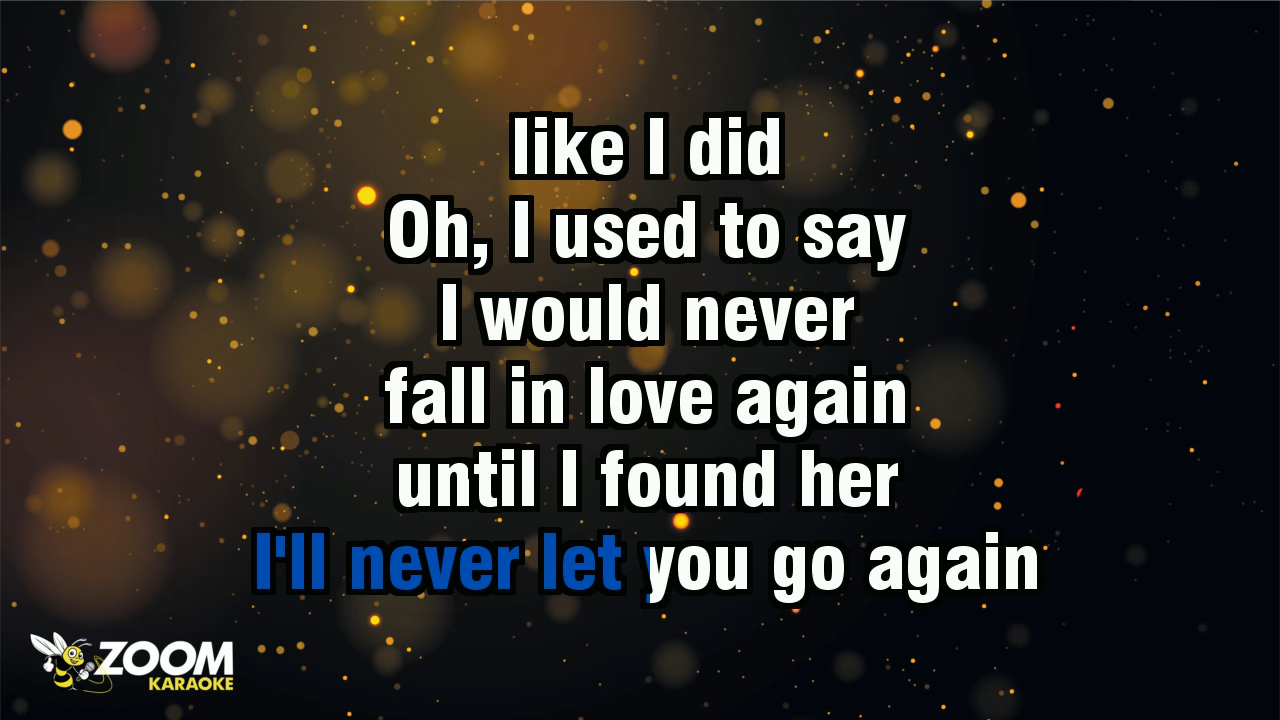 like I did
Oh, I used to say
I would never
fall in love again
until I found her
I'll never let you go again
ZOOM
KARAOKE